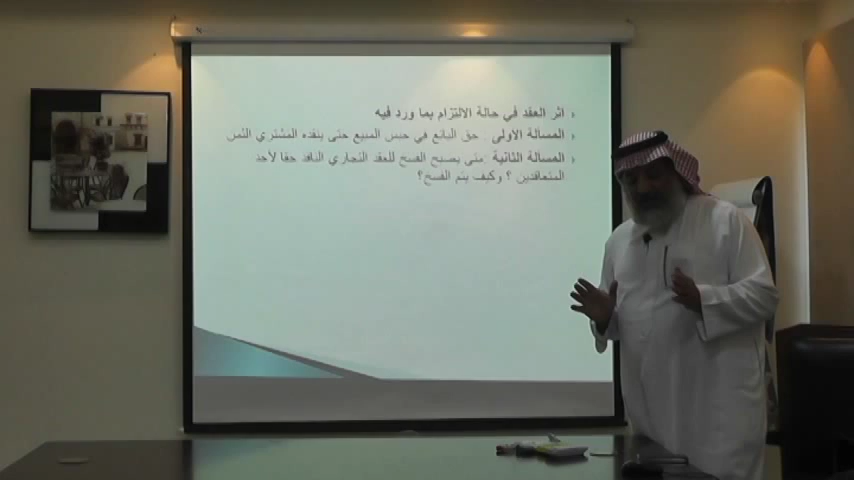 اثر العقد في حالة الالتزام بما ورد فيه
المسألة الاولى : حق البائع في حبس المبيع حتى ينقده المشتري الثمن
المسألة الثانية : متى يصبح الفسخ للعقد التجاري النافذ حقا لأحد
المتعاقدين ؟ وكيف يتم الفسخ؟